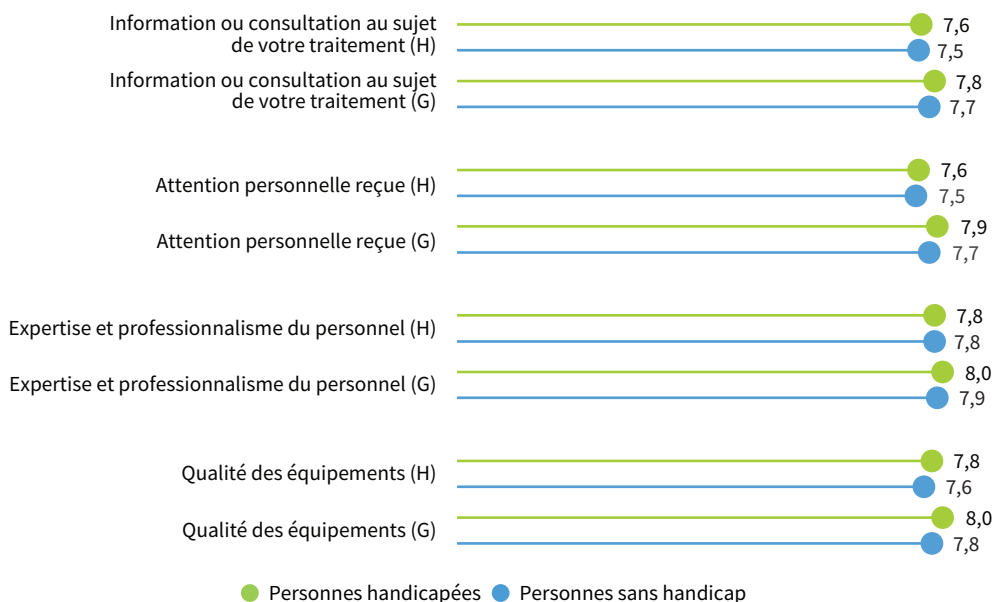 Information ou consultation au sujet
de votre traitement (H)
7,6
7,5
Information ou consultation au sujet
de votre traitement (G)
7,8
7,7
Attention personnelle reçue (H)
7,6
7,5
Attention personnelle reçue (G)
7,9
7,7
Expertise et professionnalisme du personnel (H)
7,8
7,8
Expertise et professionnalisme du personnel (G)
8,0
7,9
Qualité des équipements (H)
7,8
7,6
Qualité des équipements (G)
8,0
7,8
Personnes handicapées Personnes sans handicap